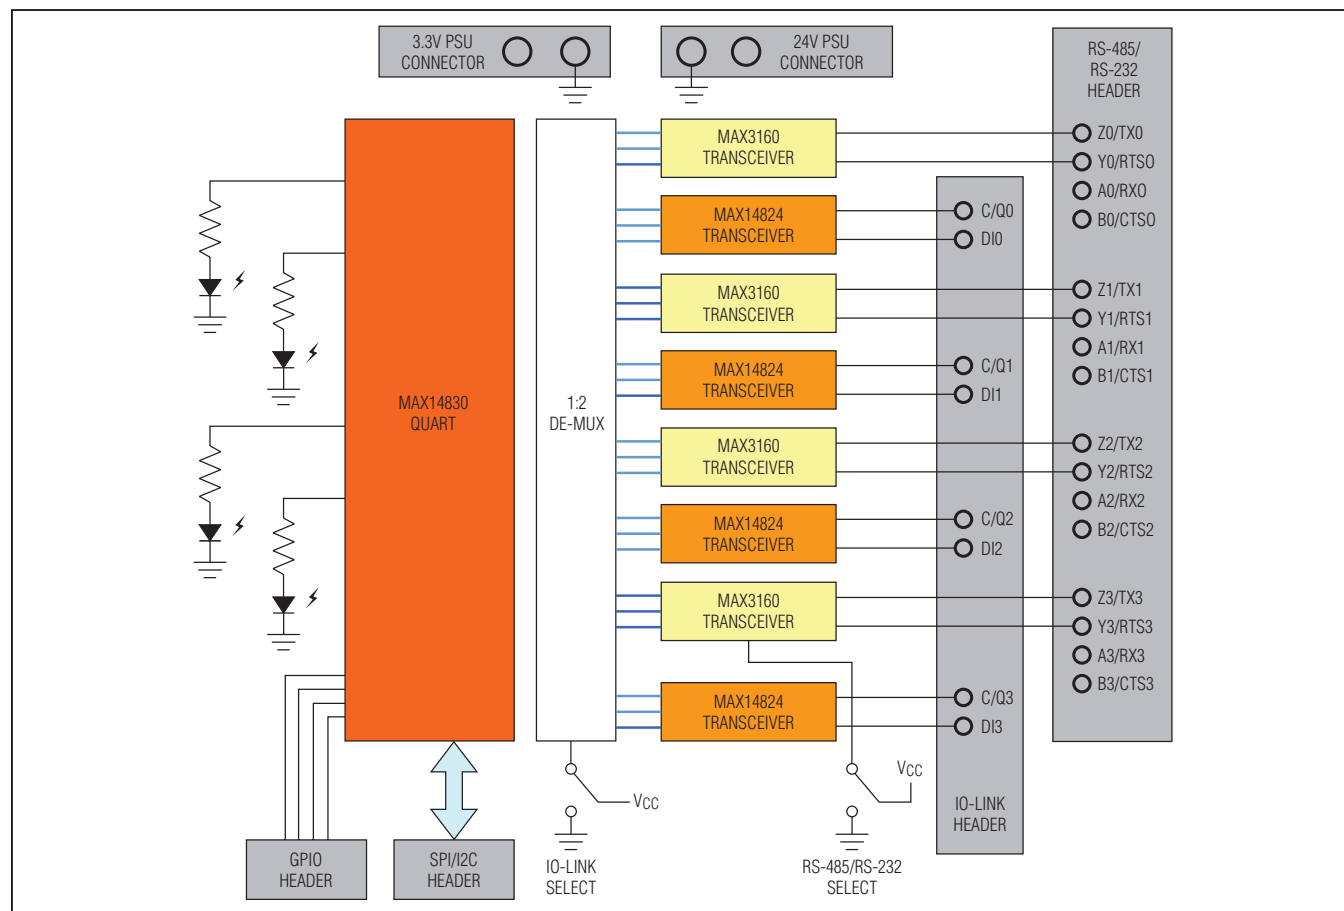 3.3V PSU
CONNECTOR
24V PSU
CONNECTOR
RS-485/
RS-232
HEADER
MAX14830
QUART
1:2
DE-MUX
MAX3160
TRANSCEIVER
MAX14824
TRANSCEIVER
MAX3160
TRANSCEIVER
MAX14824
TRANSCEIVER
MAX3160
TRANSCEIVER
MAX14824
TRANSCEIVER
MAX3160
TRANSCEIVER
MAX14824
TRANSCEIVER
C/Q0
DI0
C/Q1
DI1
C/Q2
DI2
C/Q3
DI3
IO-LINK
HEADER
Z0/TX0
Y0/RTS0
A0/RX0
B0/CTS0
Z1/TX1
Y1/RTS1
A1/RX1
B1/CTS1
Z2/TX2
Y2/RTS2
A2/RX2
B2/CTS2
Z3/TX3
Y3/RTS3
A3/RX3
B3/CTS3
VCC
VCC
GPIO
HEADER
SPI/I2C
HEADER
IO-LINK
SELECT
RS-485/RS-232
SELECT